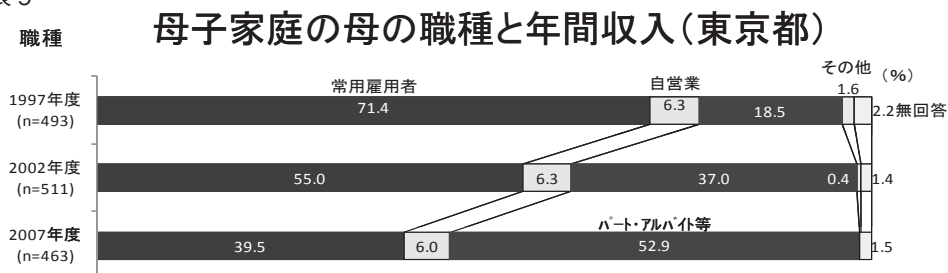 表9
母子家庭の母の職種と年間収入(東京都)
職種
その他 (%)
常用雇用者 自営業 1.6
1997年度 71.4 6.3 18.5 2.2 無回答
(n=493)
2002年度 55.0 6.3 37.0 0.4 1.4
(n=511)
パート・アルバイト等
2007年度 39.5 6.0 52.9 1.5
(n=463)